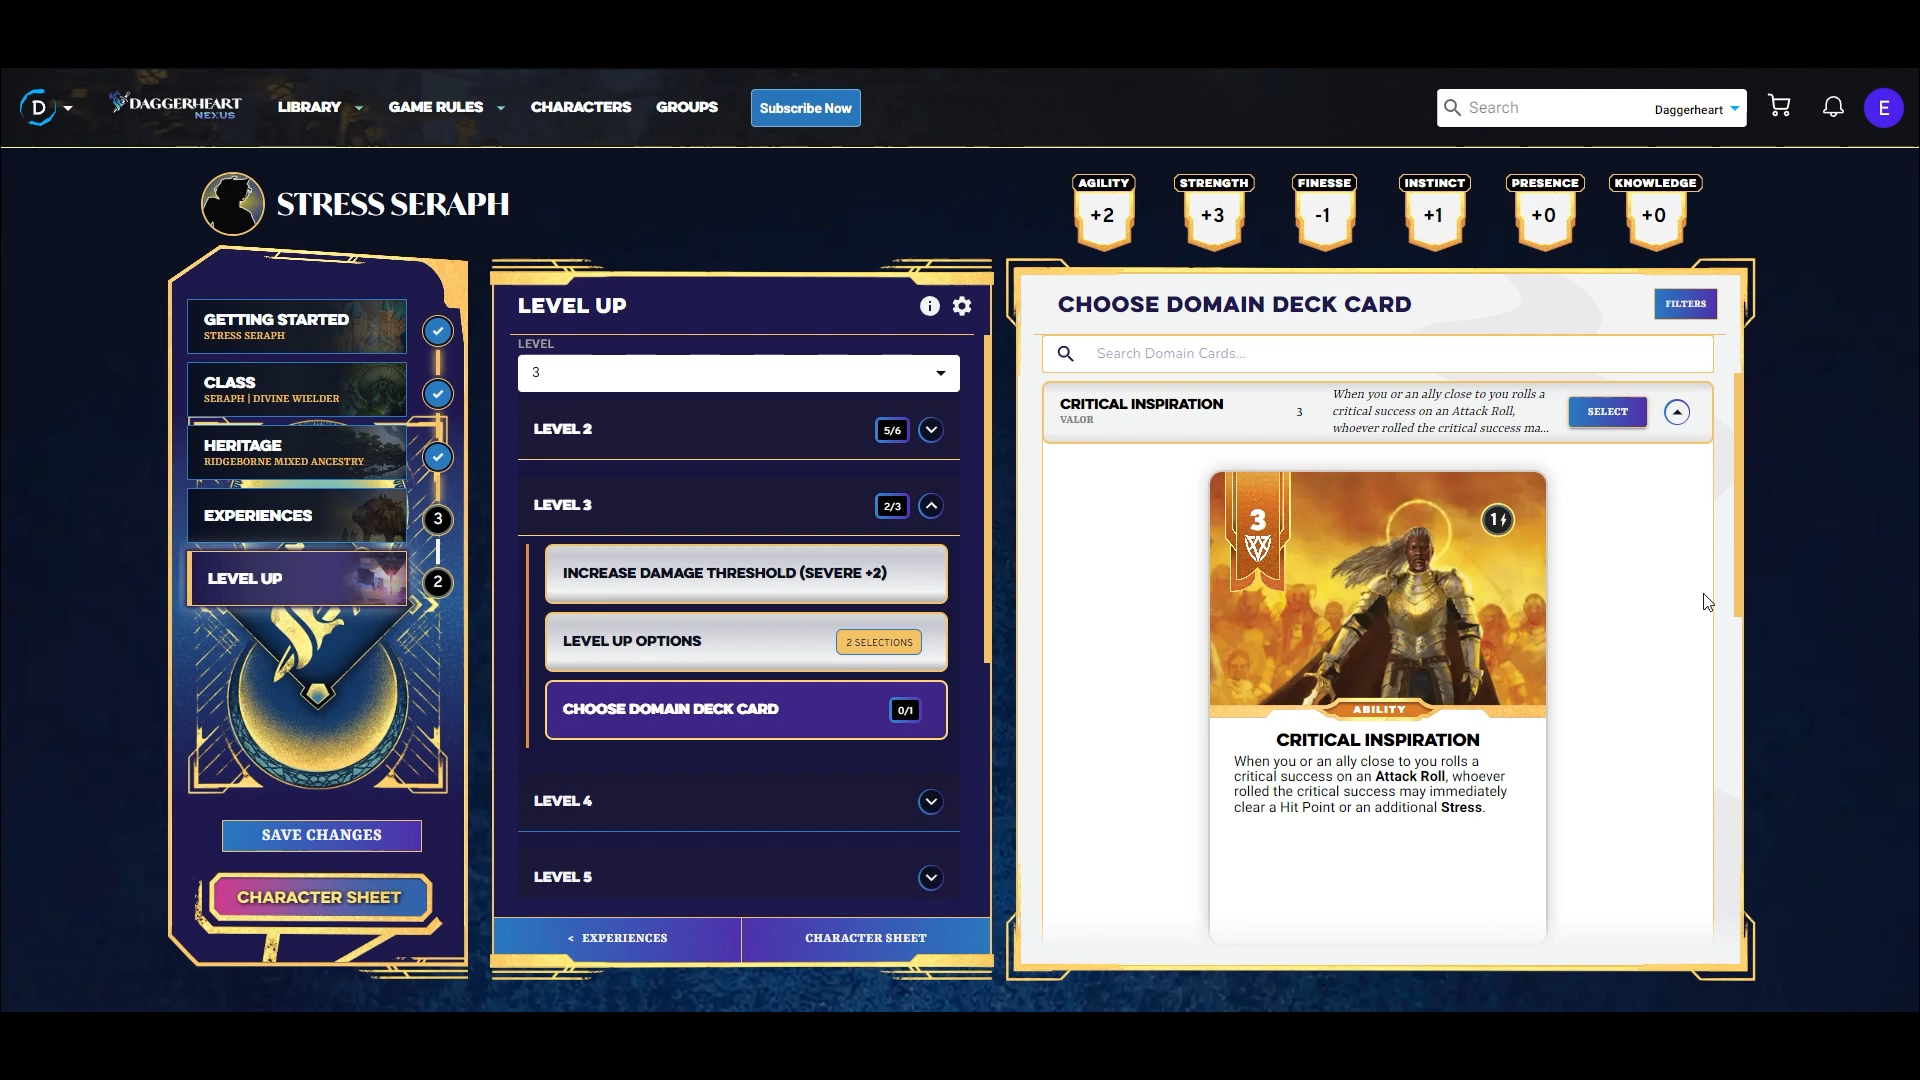 D
DAGGERHEART
NEXUS
LIBRARY
GAME RULES
CHARACTERS
GROUPS
Subscribe Now
Search
Daggerheart
E
STRESS SERAPH
AGILITY
+2
STRENGTH
+3
FINESSE
-1
INSTINCT
+1
PRESENCE
+0
KNOWLEDGE
+0
GETTING STARTED
STRESS SERAPH
CLASS
SERAPH | DIVINE WIELDER
HERITAGE
RIDGEBORNE MIXED ANCESTRY
EXPERIENCES
3
LEVEL UP
2
SAVE CHANGES
CHARACTER SHEET
LEVEL UP
LEVEL
3
LEVEL 2
5/6
LEVEL 3
2/3
INCREASE DAMAGE THRESHOLD (SEVERE +2)
LEVEL UP OPTIONS
2 SELECTIONS
CHOOSE DOMAIN DECK CARD
0/1
LEVEL 4
LEVEL 5
< EXPERIENCES
CHARACTER SHEET
CHOOSE DOMAIN DECK CARD
FILTERS
Search Domain Cards...
CRITICAL INSPIRATION
VALOR
3
When you or an ally close to you rolls a
critical success on an Attack Roll,
whoever rolled the critical success ma...
SELECT
3
1
ABILITY
CRITICAL INSPIRATION
When you or an ally close to you rolls a
critical success on an Attack Roll, whoever
rolled the critical success may immediately
clear a Hit Point or an additional Stress.